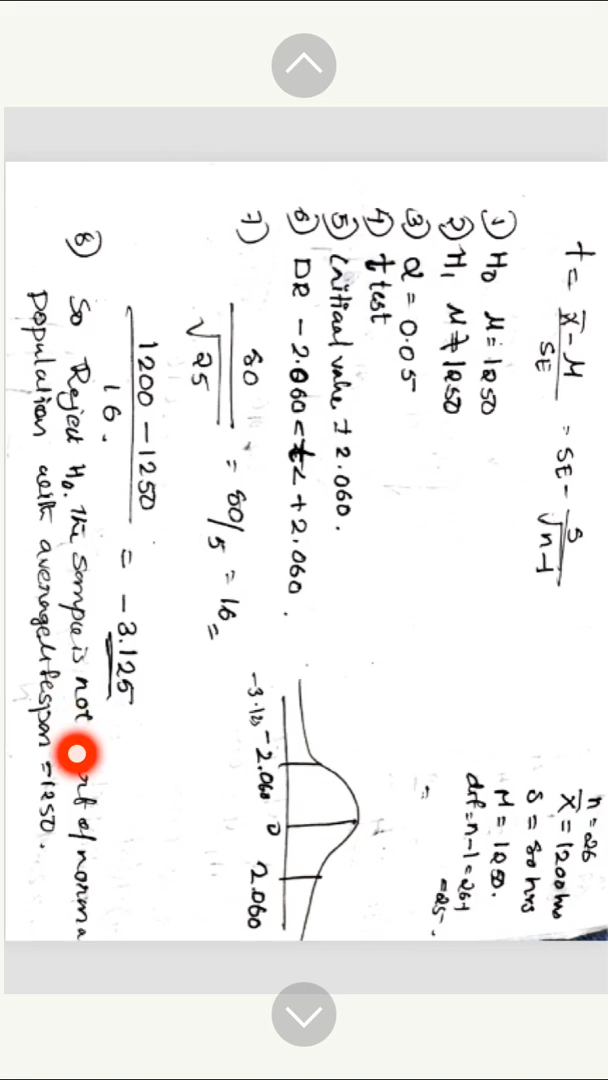 t = x̄ - μ / SE = SE - s / √n-1
n = 26
x̄ = 1200 hrs
s = 80 hrs
μ = 1250.
d.f = n-1 = 26-1
= 25.
=
1) H0 μ = 1250
2) H1 μ ≠ 1250
3) α = 0.05
4) t test
5) Critical value ± 2.060.
6) DR - 2.060 < t < + 2.060.
7) 80 / √25 = 80/5 = 16 =
-3.12 -2.060 0 2.060
1200 - 1250 / 16. = - 3.125
8) So Reject H0. The Sample is not of norma
population with average lifespan = 1250.